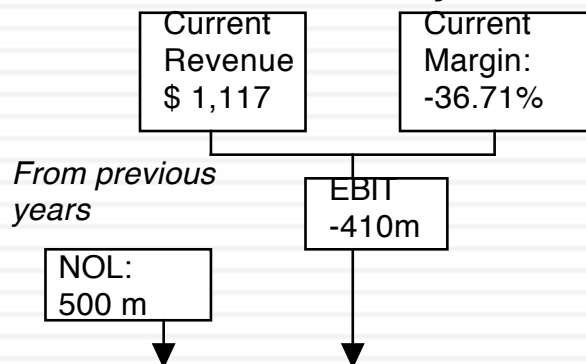 Current
Revenue
$ 1,117
Current
Margin:
-36.71%
From previous
years
EBIT
-410m
NOL:
500 m